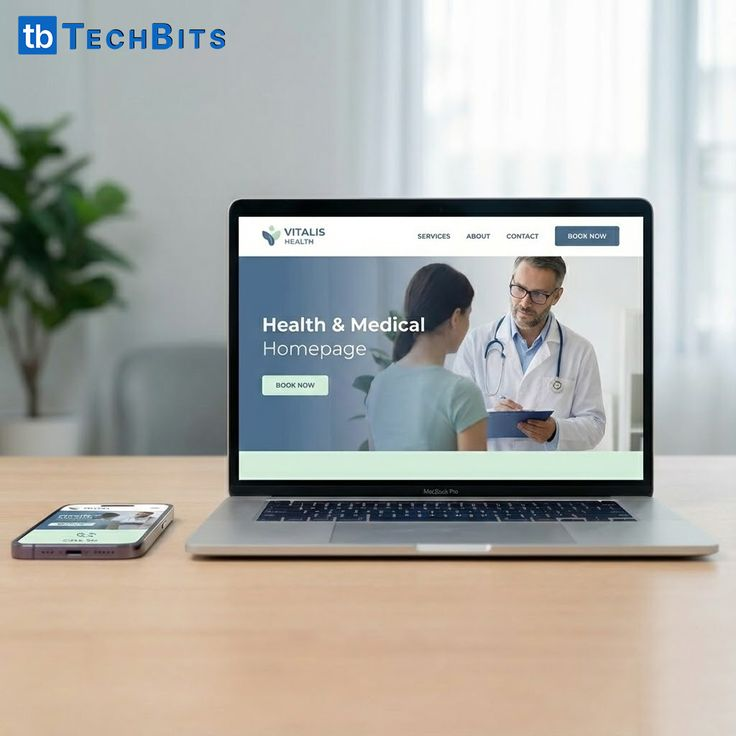 tb TECHBITS
VITALIS
HEALTH
SERVICES ABOUT CONTACT BOOK NOW
Health & Medical
Homepage
BOOK NOW
MacBook Pro